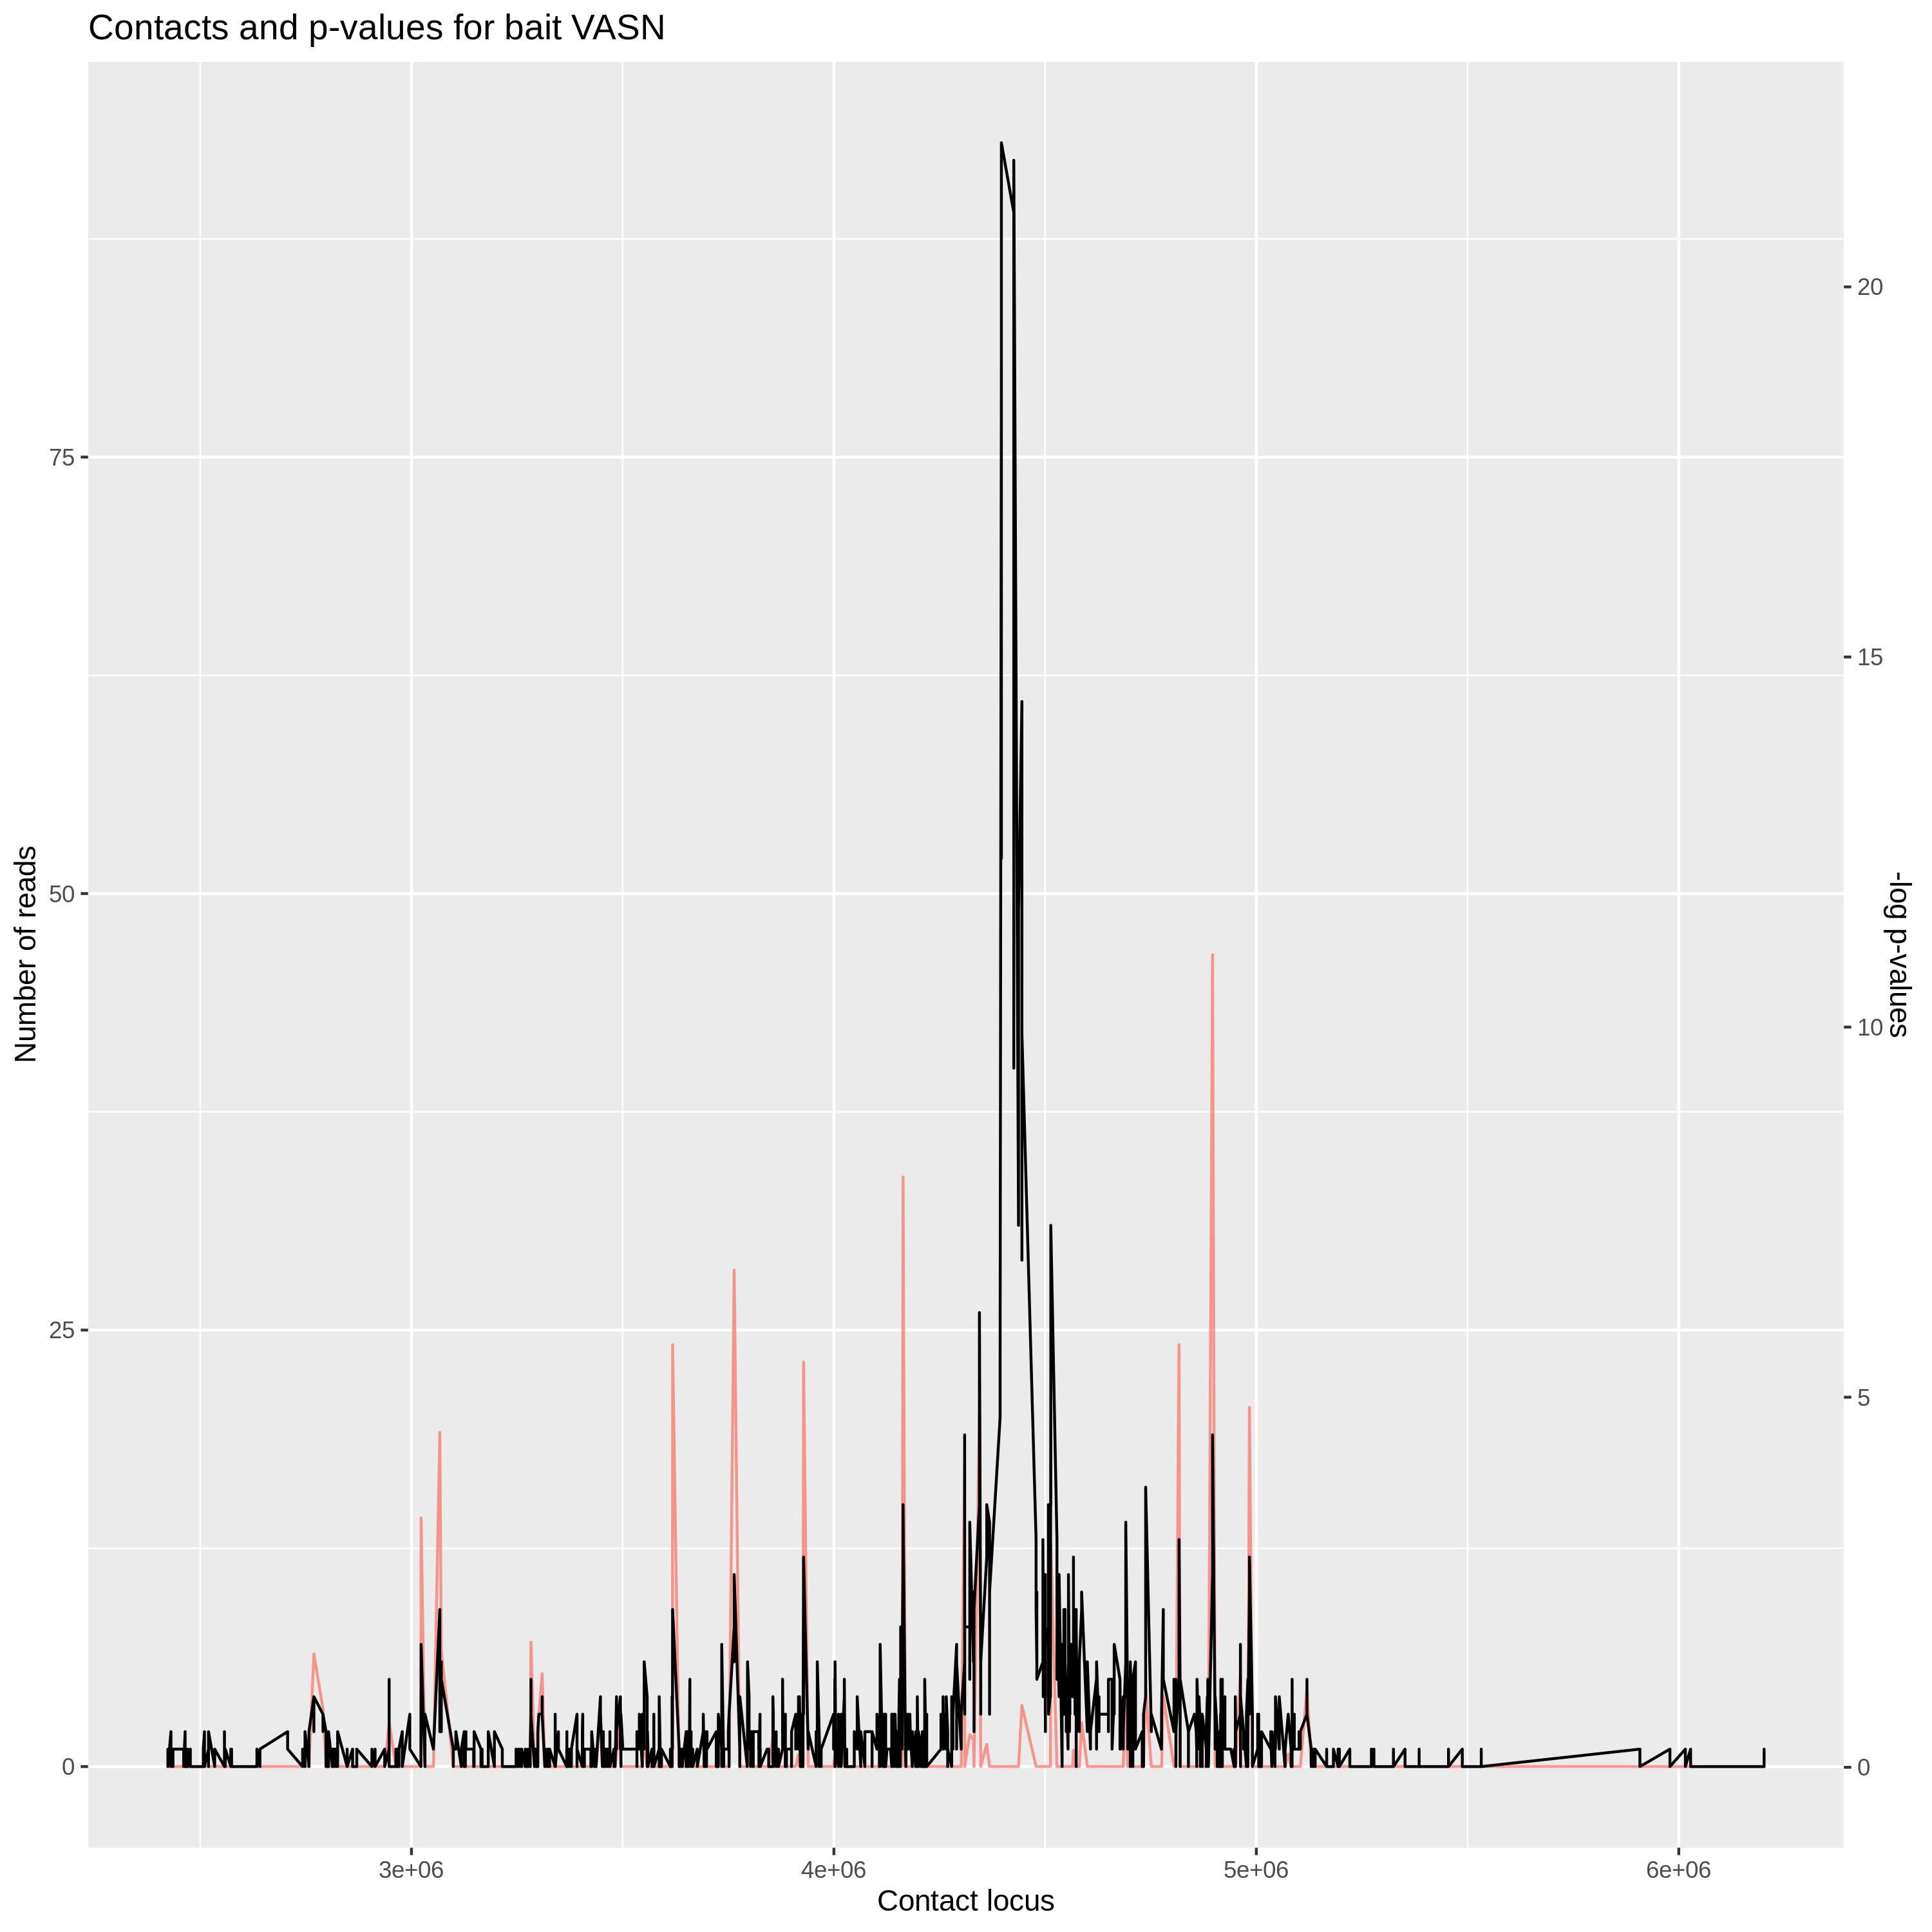 Contacts and p-values for bait VASN
Number of reads
75
50
25
0
20
15
10
5
0
-log p-values
3e+06
4e+06
5e+06
6e+06
Contact locus